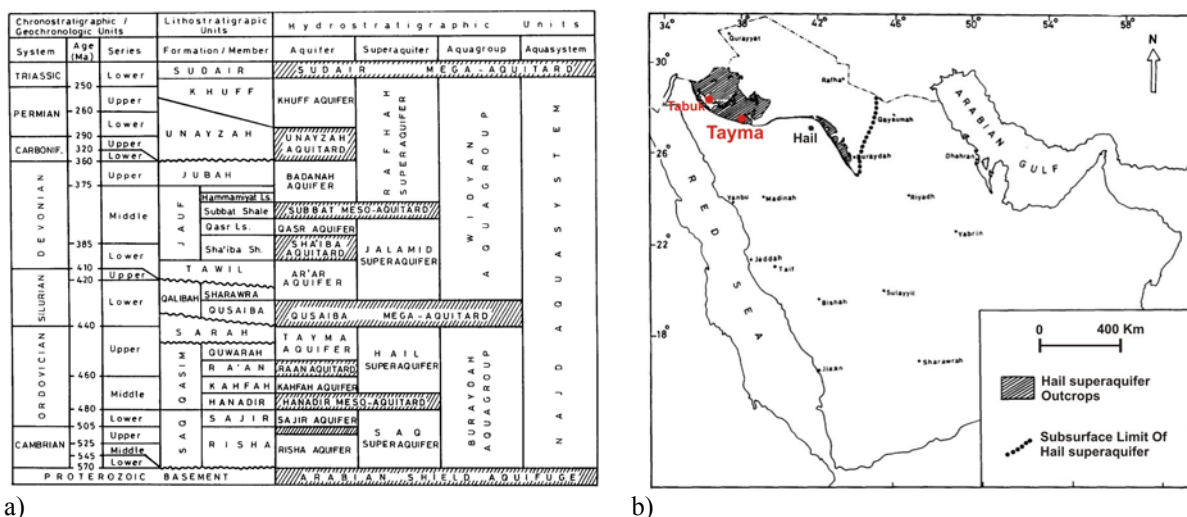 Chronostratigraphic / Geochronologic Units
Lithostratigrapic Units
Hydrostratigraphic Units
System
Age (Ma)
Series
Formation / Member
Aquifer
Superaquifer
Aquagroup
Aquasystem
TRIASSIC
Lower
SUDAIR
SUDAIR MEGA-AQUITARD
250
PERMIAN
Upper
KHUFF
KHUFF AQUIFER
260
Lower
UNAYZAH
UNAYZAH AQUITARD
290
CARBONIF.
Upper
320
Lower
360
RAFHAH SUPERAQUIFER
DEVONIAN
Upper
JUBAH
BADANAH AQUIFER
375
Middle
JAUF
Hammamiyat Ls.
Subbat Shale
SUBBAT MESO-AQUITARD
Qasr Ls.
QASR AQUIFER
385
Lower
Sha'iba Sh.
SHA'IBA AQUITARD
JALAMID SUPERAQUIFER
410
TAWIL
AR'AR AQUIFER
WIDYAN AQUAGROUP
SILURIAN
Upper
420
Lower
QALIBAH
SHARAWRA
QUSAIBA
QUSAIBA MEGA-AQUITARD
440
ORDOVICIAN
Upper
SARAH
TAYMA AQUIFER
QASIM
QUWARAH
RA'AN
RAAN AQUITARD
HAIL SUPERAQUIFER
460
Middle
KAHFAH
KAHFAH AQUIFER
HANADIR
HANADIR MESO-AQUITARD
480
Lower
SAQ
SAJIR
SAJIR AQUIFER
505
CAMBRIAN
Upper
525
Middle
545
Lower
570
RISHA
RISHA AQUIFER
SAQ SUPERAQUIFER
BURAYDAH AQUAGROUP
NAJD AQUASYSTEM
PROTEROZOIC BASEMENT
ARABIAN SHIELD AQUIFUGE
a)
34°
38°
42°
46°
50°
54°
58°
30°
26°
22°
18°
N
Qurayyat
Rafha
Tabuk
Tayma
Hail
Qaysumah
Buraydah
Dhahran
ARABIAN GULF
RED SEA
Yanbu
Madinah
Riyadh
Yabrin
Jeddah
Taif
Bishah
Sulayyil
Jizan
Sharawrah
0 400 Km
Hail superaquifer
Outcrops
Subsurface Limit Of
Hail superaquifer
b)